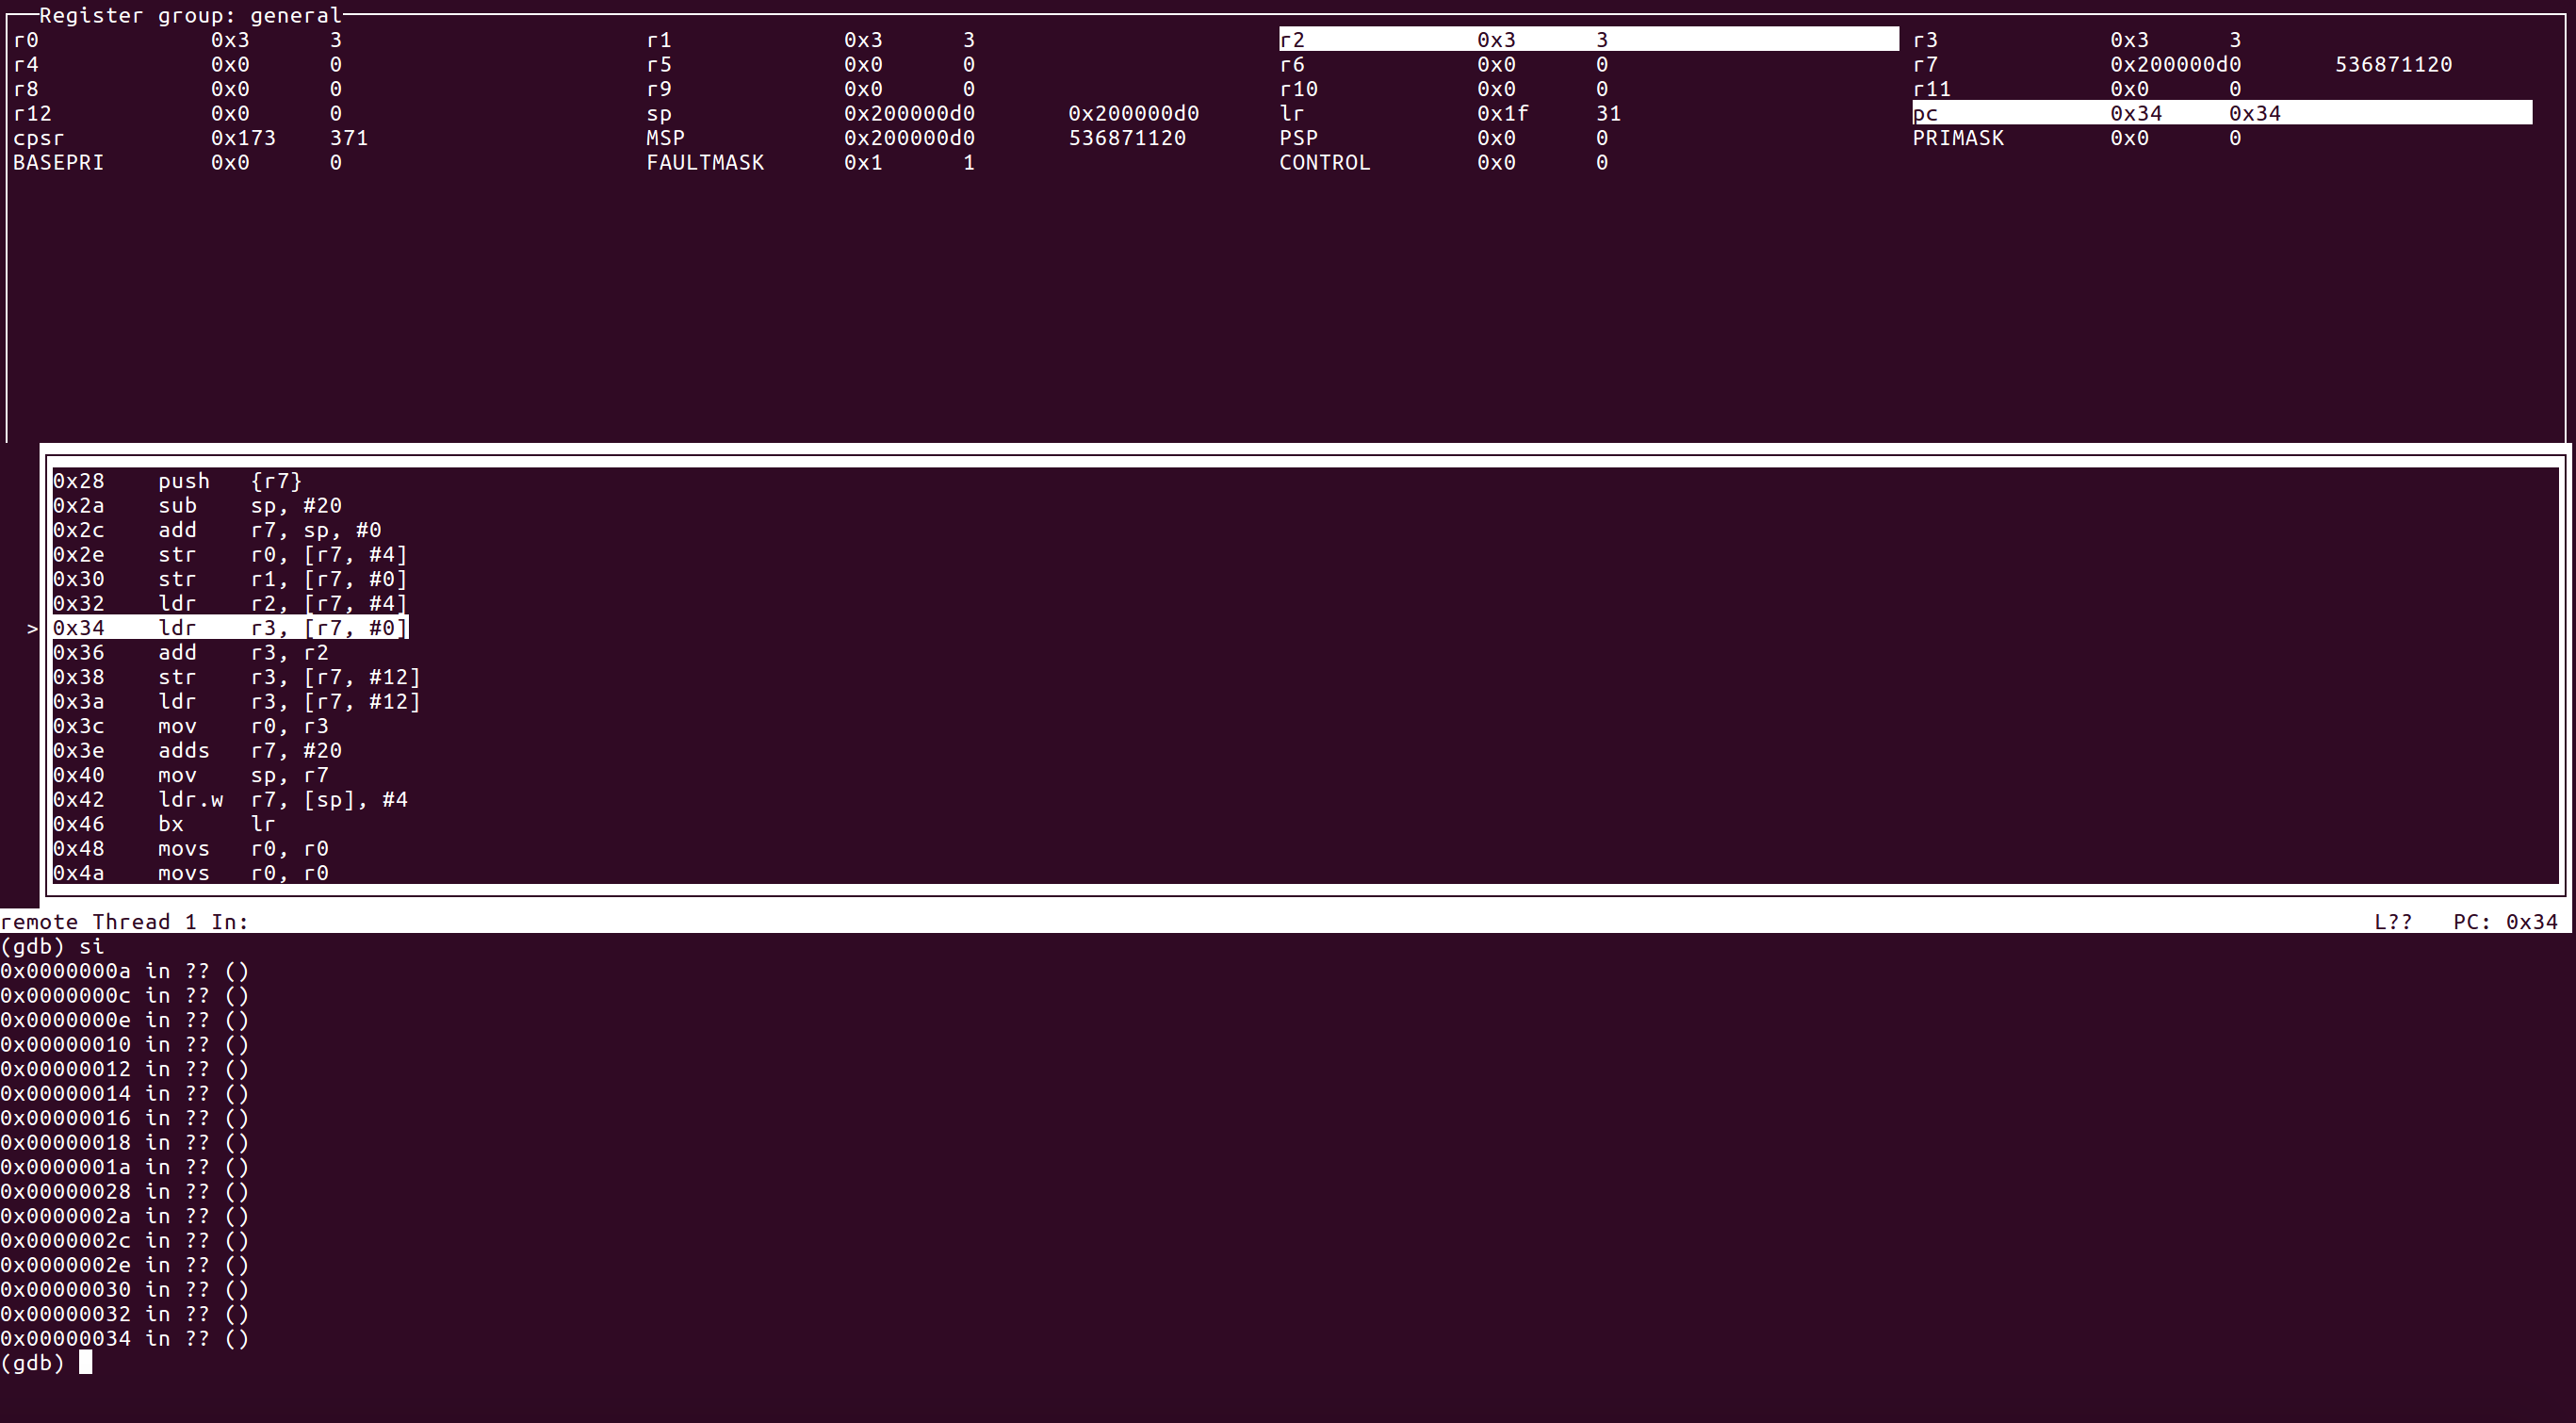 Register group: general
r0 0x3 3 r1 0x3 3 r2 0x3 3 r3 0x3 3
r4 0x0 0 r5 0x0 0 r6 0x0 0 r7 0x200000d0 536871120
r8 0x0 0 r9 0x0 0 r10 0x0 0 r11 0x0 0
r12 0x0 0 sp 0x200000d0 0x200000d0 lr 0x1f 31 pc 0x34 0x34
cpsr 0x173 371 MSP 0x200000d0 536871120 PSP 0x0 0 PRIMASK 0x0 0
BASEPRI 0x0 0 FAULTMASK 0x1 1 CONTROL 0x0 0
0x28 push {r7}
0x2a sub sp, #20
0x2c add r7, sp, #0
0x2e str r0, [r7, #4]
0x30 str r1, [r7, #0]
0x32 ldr r2, [r7, #4]
>0x34 ldr r3, [r7, #0]
0x36 add r3, r2
0x38 str r3, [r7, #12]
0x3a ldr r3, [r7, #12]
0x3c mov r0, r3
0x3e adds r7, #20
0x40 mov sp, r7
0x42 ldr.w r7, [sp], #4
0x46 bx lr
0x48 movs r0, r0
0x4a movs r0, r0
remote Thread 1 In: L?? PC: 0x34
(gdb) si
0x0000000a in ?? ()
0x0000000c in ?? ()
0x0000000e in ?? ()
0x00000010 in ?? ()
0x00000012 in ?? ()
0x00000014 in ?? ()
0x00000016 in ?? ()
0x00000018 in ?? ()
0x0000001a in ?? ()
0x00000028 in ?? ()
0x0000002a in ?? ()
0x0000002c in ?? ()
0x0000002e in ?? ()
0x00000030 in ?? ()
0x00000032 in ?? ()
0x00000034 in ?? ()
(gdb)